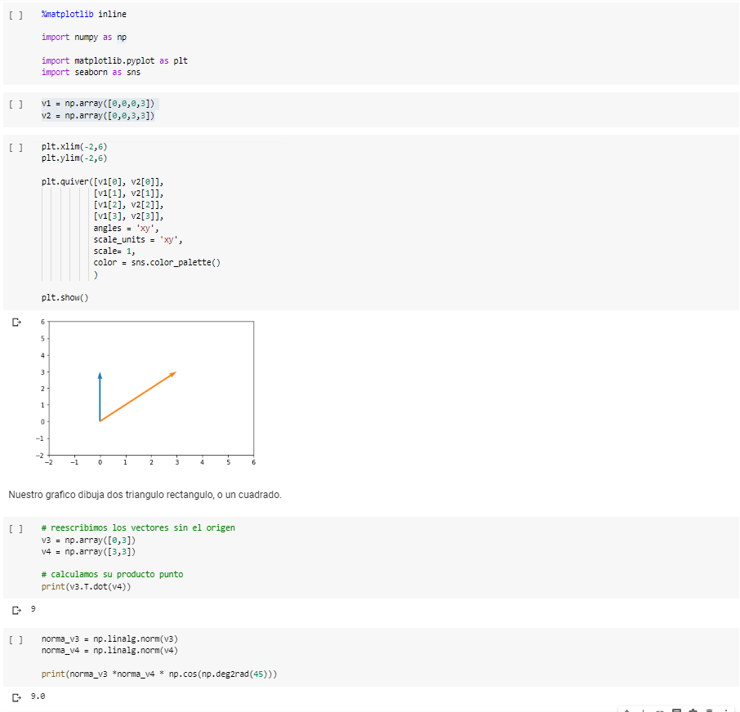 [ ] %matplotlib inline
import numpy as np
import matplotlib.pyplot as plt
import seaborn as sns
[ ] v1 = np.array([0,0,0,3])
v2 = np.array([0,0,3,3])
[ ] plt.xlim(-2,6)
plt.ylim(-2,6)
plt.quiver([v1[0], v2[0]],
[v1[1], v2[1]],
[v1[2], v2[2]],
[v1[3], v2[3]],
angles = 'xy',
scale_units = 'xy',
scale= 1,
color = sns.color_palette()
)
plt.show()
6
5
4
3
2
1
0
−1
−2
−2 −1 0 1 2 3 4 5 6
Nuestro grafico dibuja dos triangulo rectangulo, o un cuadrado.
[ ] # reescribimos los vectores sin el origen
v3 = np.array([0,3])
v4 = np.array([3,3])
# calculamos su producto punto
print(v3.T.dot(v4))
9
[ ] norma_v3 = np.linalg.norm(v3)
norma_v4 = np.linalg.norm(v4)
print(norma_v3 *norma_v4 * np.cos(np.deg2rad(45)))
9.0